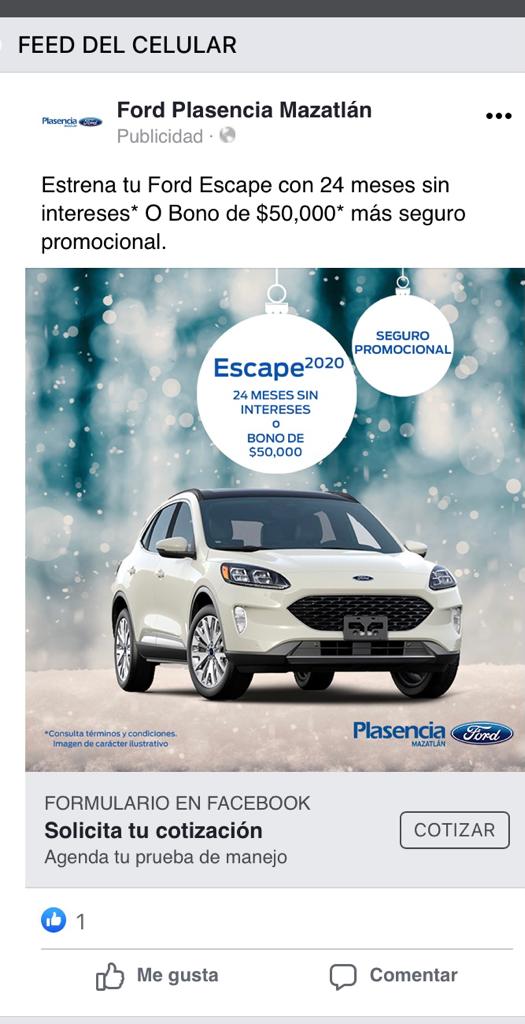 FEED DEL CELULAR
Plasencia Ford
Ford Plasencia Mazatlán
Publicidad ·
Estrena tu Ford Escape con 24 meses sin
intereses* O Bono de $50,000* más seguro
promocional.
SEGURO
PROMOCIONAL
Escape2020
24 MESES SIN
INTERESES
o
BONO DE
$50,000
Ford
*Consulta términos y condiciones.
Imagen de carácter ilustrativo
Plasencia Ford
MAZATLÁN
FORMULARIO EN FACEBOOK
Solicita tu cotización
Agenda tu prueba de manejo
COTIZAR
1
Me gusta
Comentar